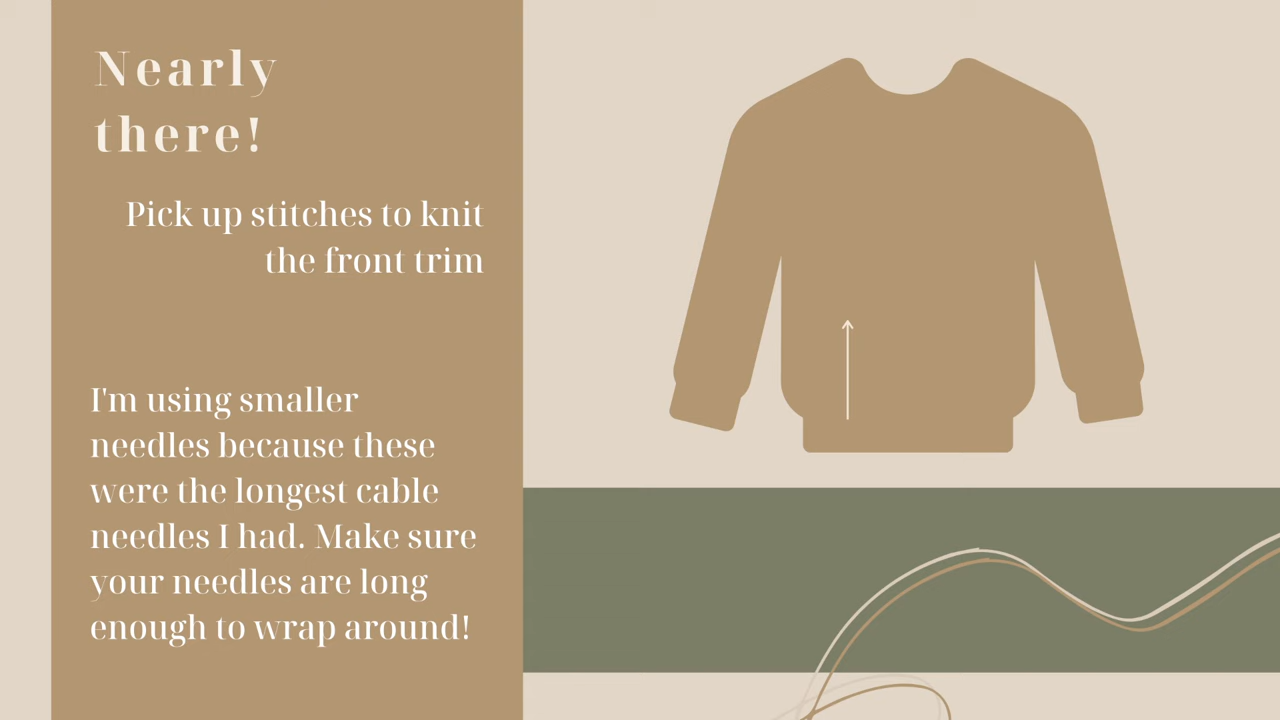 Nearly
there!
Pick up stitches to knit
the front trim
I'm using smaller
needles because these
were the longest cable
needles I had. Make sure
your needles are long
enough to wrap around!